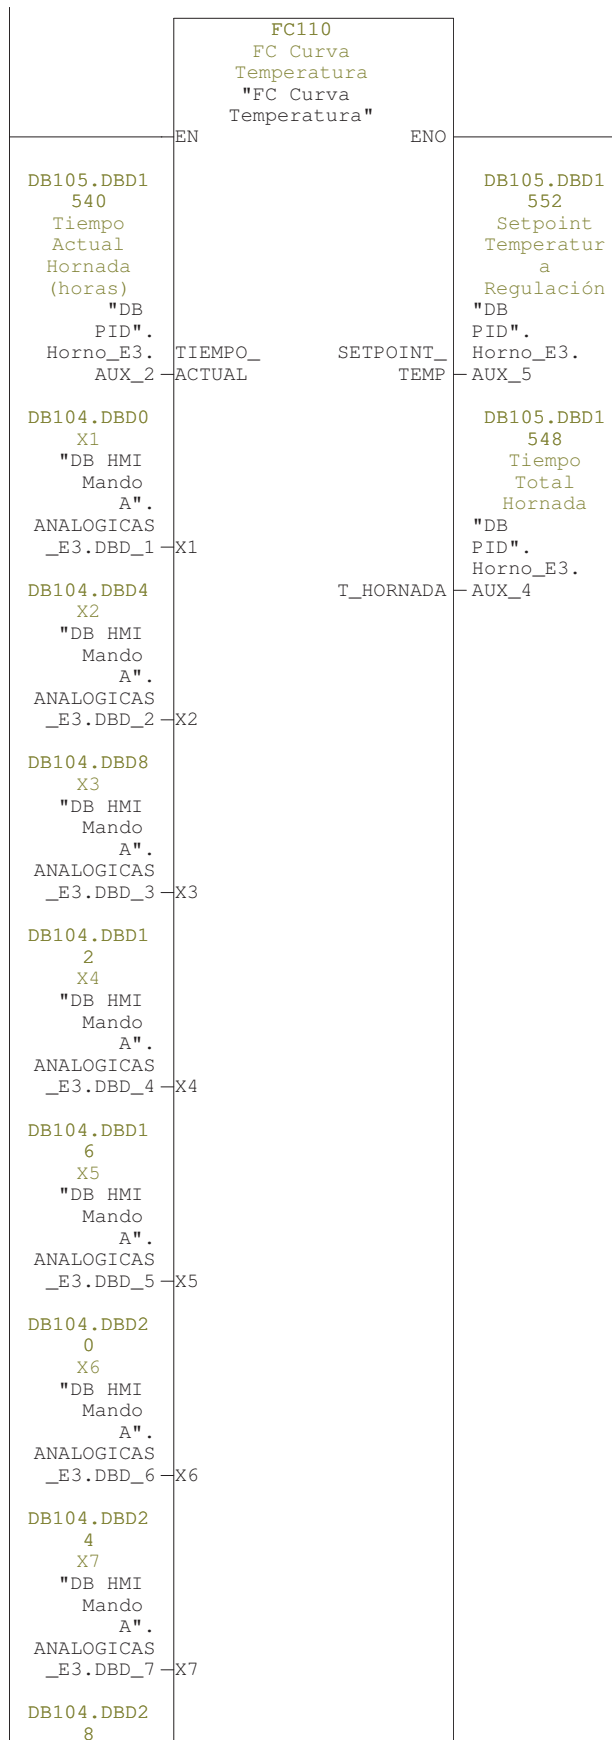 FC110
FC Curva
Temperatura
"FC Curva
Temperatura"
EN ENO
DB105.DBD1
540
Tiempo
Actual
Hornada
(horas)
"DB
PID".
Horno_E3.
AUX_2
TIEMPO_
ACTUAL
SETPOINT_
TEMP
DB105.DBD1
552
Setpoint
Temperatur
a
Regulación
"DB
PID".
Horno_E3.
AUX_5
DB104.DBD0
X1
"DB HMI
Mando
A".
ANALOGICAS
_E3.DBD_1 X1
T_HORNADA
DB105.DBD1
548
Tiempo
Total
Hornada
"DB
PID".
Horno_E3.
AUX_4
DB104.DBD4
X2
"DB HMI
Mando
A".
ANALOGICAS
_E3.DBD_2 X2
DB104.DBD8
X3
"DB HMI
Mando
A".
ANALOGICAS
_E3.DBD_3 X3
DB104.DBD1
2
X4
"DB HMI
Mando
A".
ANALOGICAS
_E3.DBD_4 X4
DB104.DBD1
6
X5
"DB HMI
Mando
A".
ANALOGICAS
_E3.DBD_5 X5
DB104.DBD2
0
X6
"DB HMI
Mando
A".
ANALOGICAS
_E3.DBD_6 X6
DB104.DBD2
4
X7
"DB HMI
Mando
A".
ANALOGICAS
_E3.DBD_7 X7
DB104.DBD2
8